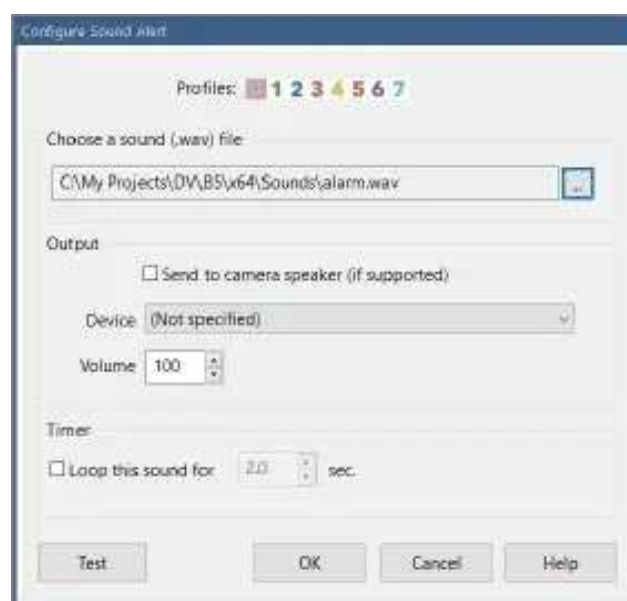 Configure Sound Alert
Profiles: 1 2 3 4 5 6 7
Choose a sound (.wav) file
C:\My Projects\DV\B5\x64\Sounds\alarm.wav
...
Output
Send to camera speaker (if supported)
Device (Not specified)
Volume 100
Timer
Loop this sound for 2.0 sec.
Test OK Cancel Help